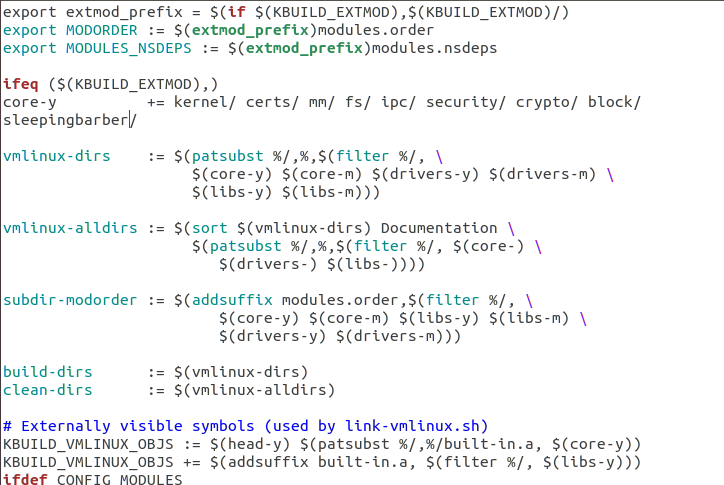 export extmod_prefix = $(if $(KBUILD_EXTMOD),$(KBUILD_EXTMOD)/)
export MODORDER := $(extmod_prefix)modules.order
export MODULES_NSDEPS := $(extmod_prefix)modules.nsdeps
ifeq ($(KBUILD_EXTMOD),)
core-y          += kernel/ certs/ mm/ fs/ ipc/ security/ crypto/ block/
sleepingbarber/
vmlinux-dirs    := $(patsubst %/,%,$(filter %/, \
                     $(core-y) $(core-m) $(drivers-y) $(drivers-m) \
                     $(libs-y) $(libs-m)))
vmlinux-alldirs := $(sort $(vmlinux-dirs) Documentation \
                     $(patsubst %/,%,$(filter %/, $(core-) \
                        $(drivers-) $(libs-))))
subdir-modorder := $(addsuffix modules.order,$(filter %/, \
                        $(core-y) $(core-m) $(libs-y) $(libs-m) \
                        $(drivers-y) $(drivers-m)))
build-dirs      := $(vmlinux-dirs)
clean-dirs      := $(vmlinux-alldirs)
# Externally visible symbols (used by link-vmlinux.sh)
KBUILD_VMLINUX_OBJS := $(head-y) $(patsubst %/,%/built-in.a, $(core-y))
KBUILD_VMLINUX_OBJS += $(addsuffix built-in.a, $(filter %/, $(libs-y)))
ifdef CONFIG_MODULES